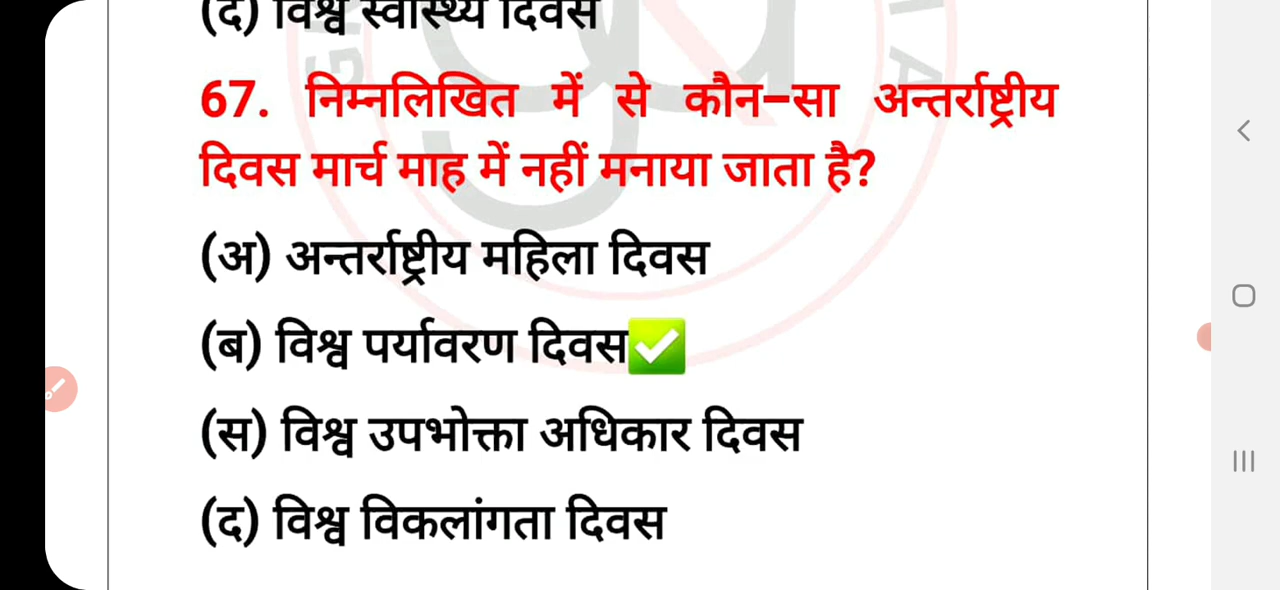 (द) विश्व स्वास्थ्य दिवस
67. निम्नलिखित में से कौन-सा अन्तर्राष्ट्रीय
दिवस मार्च माह में नहीं मनाया जाता है?
(अ) अन्तर्राष्ट्रीय महिला दिवस
(ब) विश्व पर्यावरण दिवस✅
(स) विश्व उपभोक्ता अधिकार दिवस
(द) विश्व विकलांगता दिवस